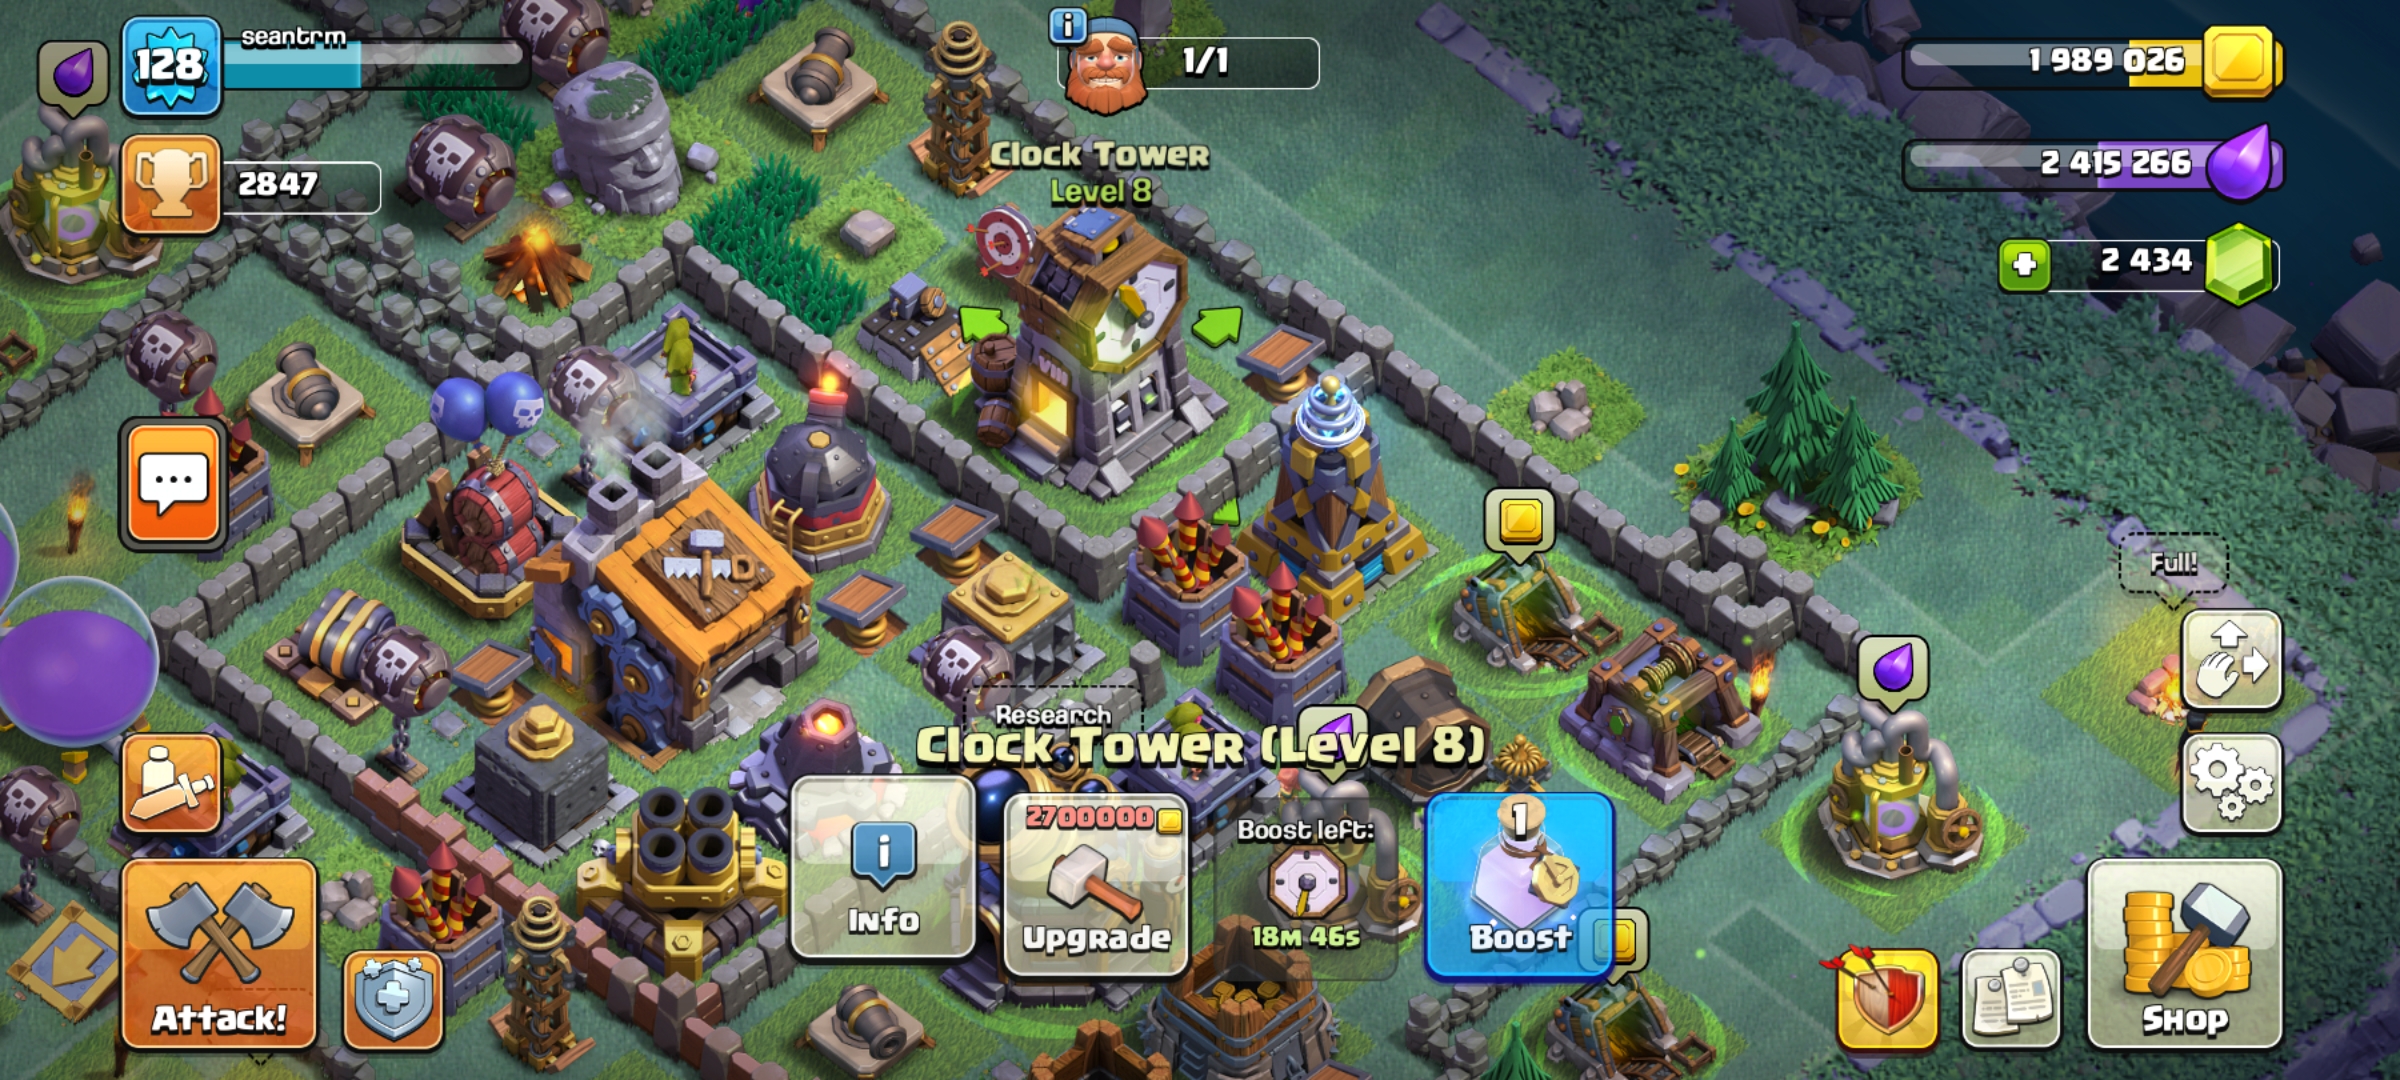 128
seantrm
1/1
1 989 026
2847
Clock Tower
Level 8
2 415 266
2 434
VIII
Full!
Research
Clock Tower (Level 8)
Info
2700000
Upgrade
Boost left:
18m 46s
1
Boost
Attack!
Shop